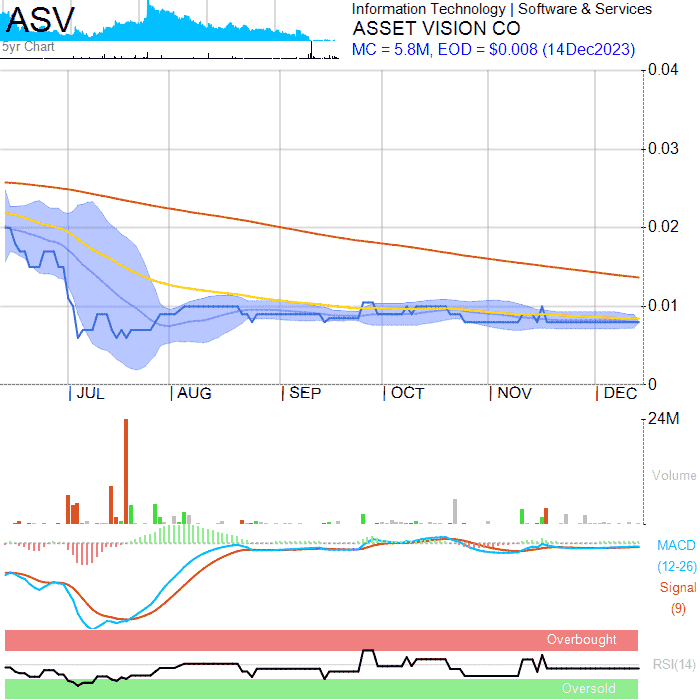 ASV
5yr Chart
Information Technology | Software & Services
ASSET VISION CO
MC = 5.8M, EOD = $0.008 (14Dec2023)
0.04
0.03
0.02
0.01
0
JUL AUG SEP OCT NOV DEC
24M
Volume
MACD
(12-26)
Signal
(9)
Overbought
RSI(14)
Oversold